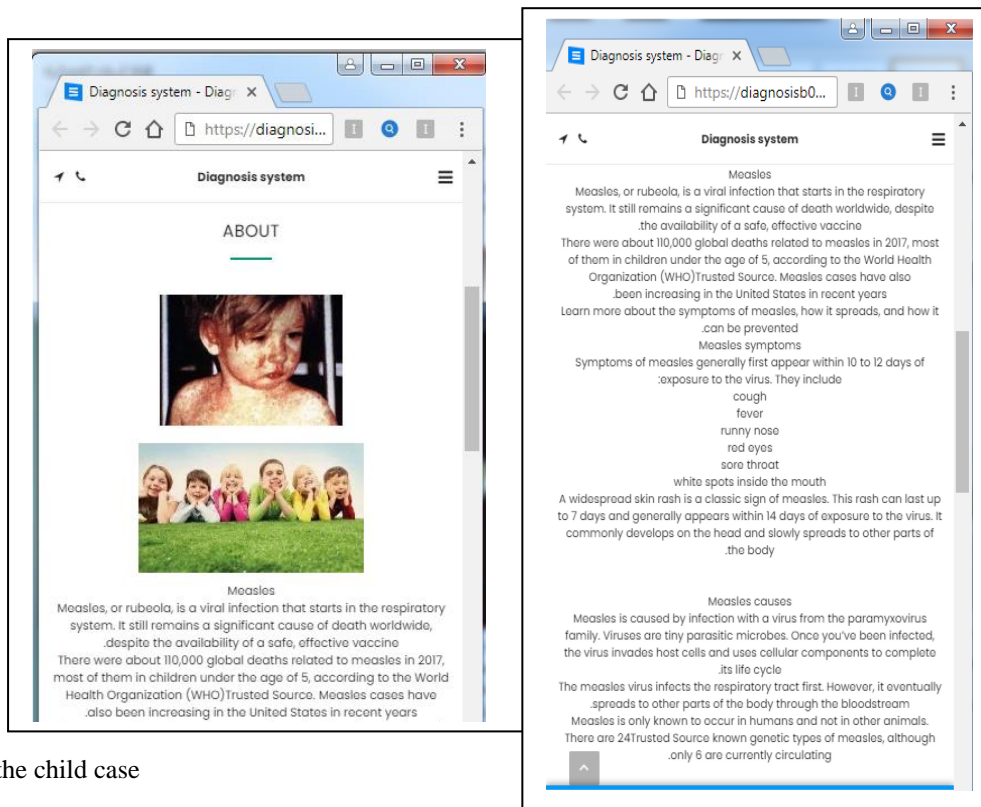 Diagnosis system - Diagn
https://diagnosi...
Diagnosis system
ABOUT
Measles
Measles, or rubeola, is a viral infection that starts in the respiratory
system. It still remains a significant cause of death worldwide,
.despite the availability of a safe, effective vaccine
There were about 110,000 global deaths related to measles in 2017,
most of them in children under the age of 5, according to the World
Health Organization (WHO)Trusted Source. Measles cases have
.also been increasing in the United States in recent years
the child case
Diagnosis system - Diagn
https://diagnosisb0...
Diagnosis system
Measles
Measles, or rubeola, is a viral infection that starts in the respiratory
system. It still remains a significant cause of death worldwide, despite
.the availability of a safe, effective vaccine
There were about 110,000 global deaths related to measles in 2017, most
of them in children under the age of 5, according to the World Health
Organization (WHO)Trusted Source. Measles cases have also
.been increasing in the United States in recent years
Learn more about the symptoms of measles, how it spreads, and how it
.can be prevented
Measles symptoms
Symptoms of measles generally first appear within 10 to 12 days of
:exposure to the virus. They include
cough
fever
runny nose
red eyes
sore throat
white spots inside the mouth
A widespread skin rash is a classic sign of measles. This rash can last up
to 7 days and generally appears within 14 days of exposure to the virus. It
commonly develops on the head and slowly spreads to other parts of
.the body
Measles causes
Measles is caused by infection with a virus from the paramyxovirus
family. Viruses are tiny parasitic microbes. Once you've been infected,
the virus invades host cells and uses cellular components to complete
.its life cycle
The measles virus infects the respiratory tract first. However, it eventually
.spreads to other parts of the body through the bloodstream
Measles is only known to occur in humans and not in other animals.
There are 24Trusted Source known genetic types of measles, although
.only 6 are currently circulating